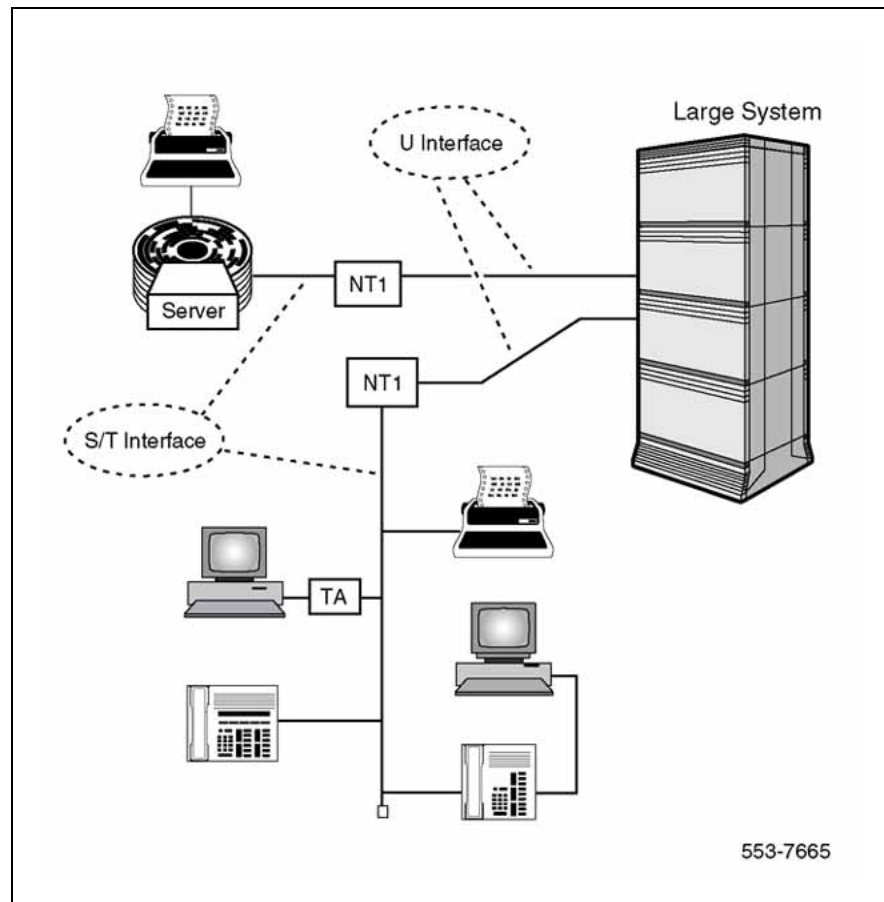 Large System
U Interface
NT1
Server
NT1
S/T Interface
TA
553-7665